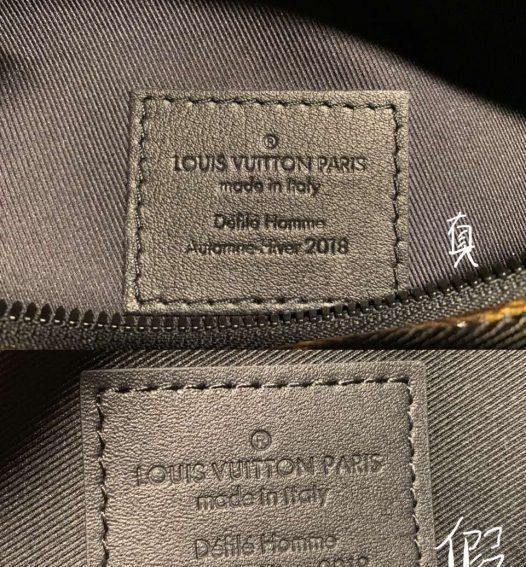 ®
LOUIS VUITTON PARIS
made in Italy
Défilé Homme
Automne-Hiver 2018
真
®
LOUIS VUITTON PARIS
made in Italy
Défilé Homme
2018
假